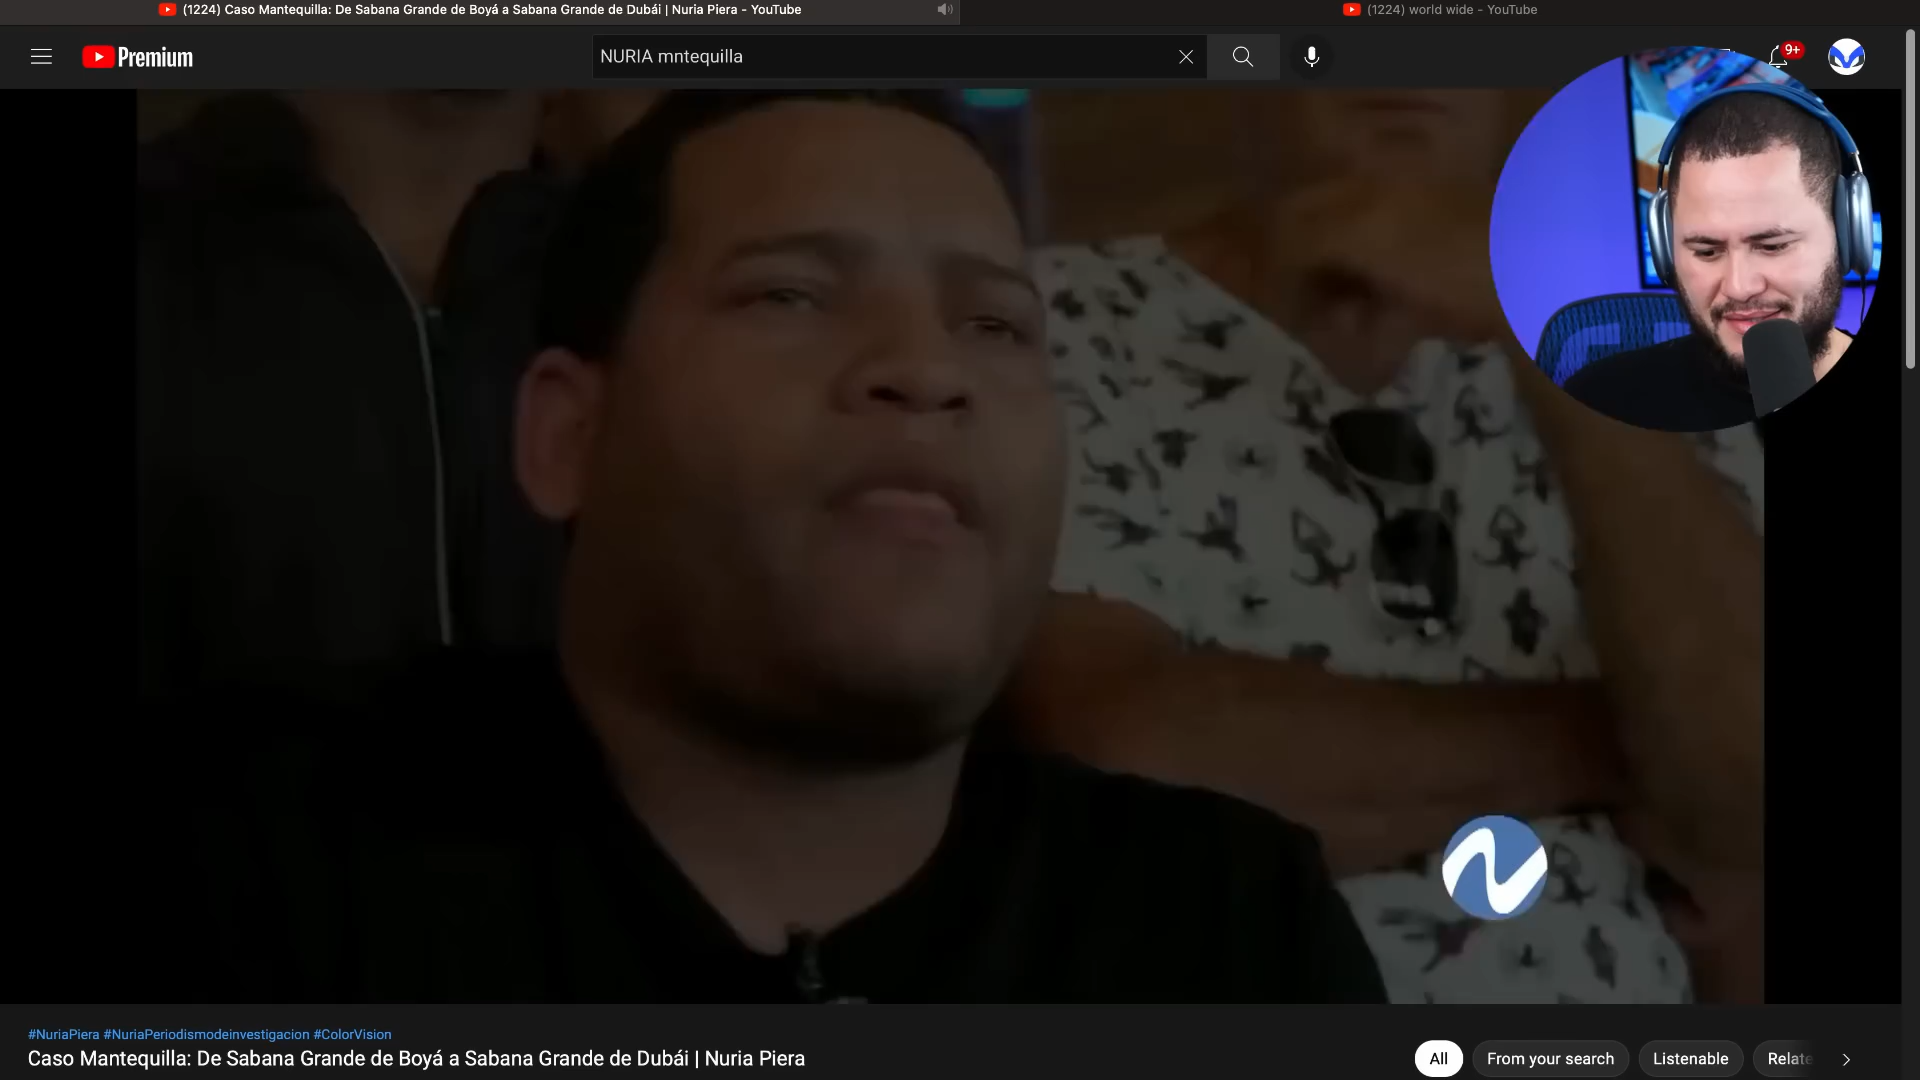 (1224) Caso Mantequilla: De Sabana Grande de Boyá a Sabana Grande de Dubái | Nuria Piera - YouTube
(1224) world wide - YouTube
Premium
NURIA mntequilla
9+
#NuriaPiera #NuriaPeriodismodeinvestigacion #ColorVision
Caso Mantequilla: De Sabana Grande de Boyá a Sabana Grande de Dubái | Nuria Piera
All
From your search
Listenable
Relate